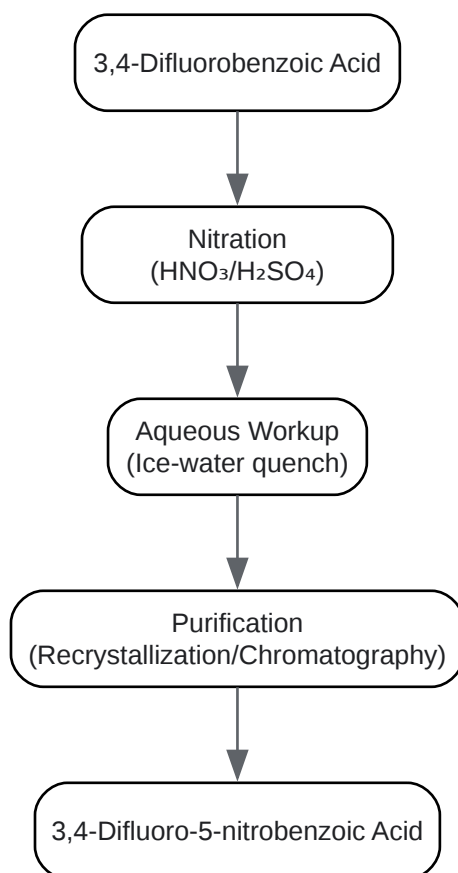 3,4-Difluorobenzoic Acid
Nitration
(HNO₃/H₂SO₄)
Aqueous Workup
(Ice-water quench)
Purification
(Recrystallization/Chromatography)
3,4-Difluoro-5-nitrobenzoic Acid